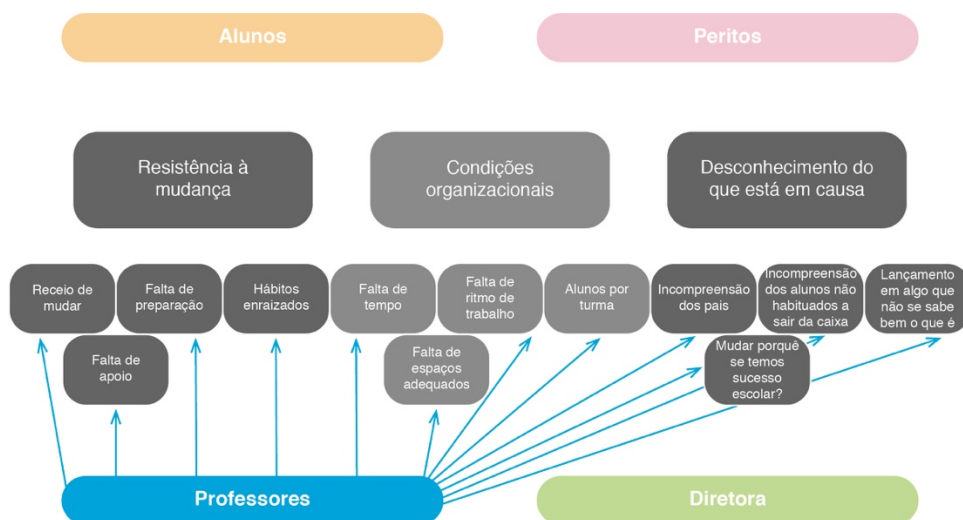 Alunos
Peritos
Resistência à
mudança
Condições
organizacionais
Desconhecimento do
que está em causa
Receio de
mudar
Falta de
preparação
Hábitos
enraizados
Falta de
tempo
Falta de
ritmo de
trabalho
Alunos por
turma
Incompreensão
dos pais
Incompreensão
dos alunos não
habituados a
sair da caixa
Lançamento
em algo que
não se sabe
bem o que é
Falta de
apoio
Falta de
espaços
adequados
Mudar porquê
se temos
sucesso
escolar?
Professores
Diretora